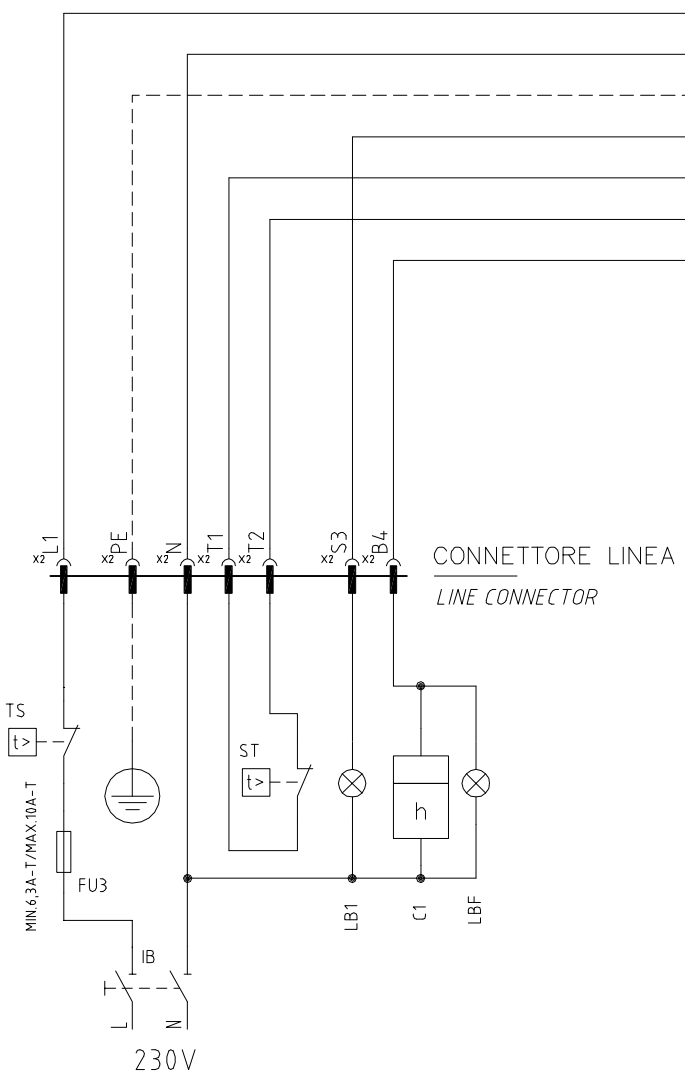 X2 L1
X2 PE
X2 N
X2 T1
X2 T2
X2 S3
X2 B4
CONNETTORE LINEA
LINE CONNECTOR
TS
t>
ST
t>
h
MIN.6,3A-T/MAX.10A-T
FU3
LB1
C1
LBF
IB
L
N
230V